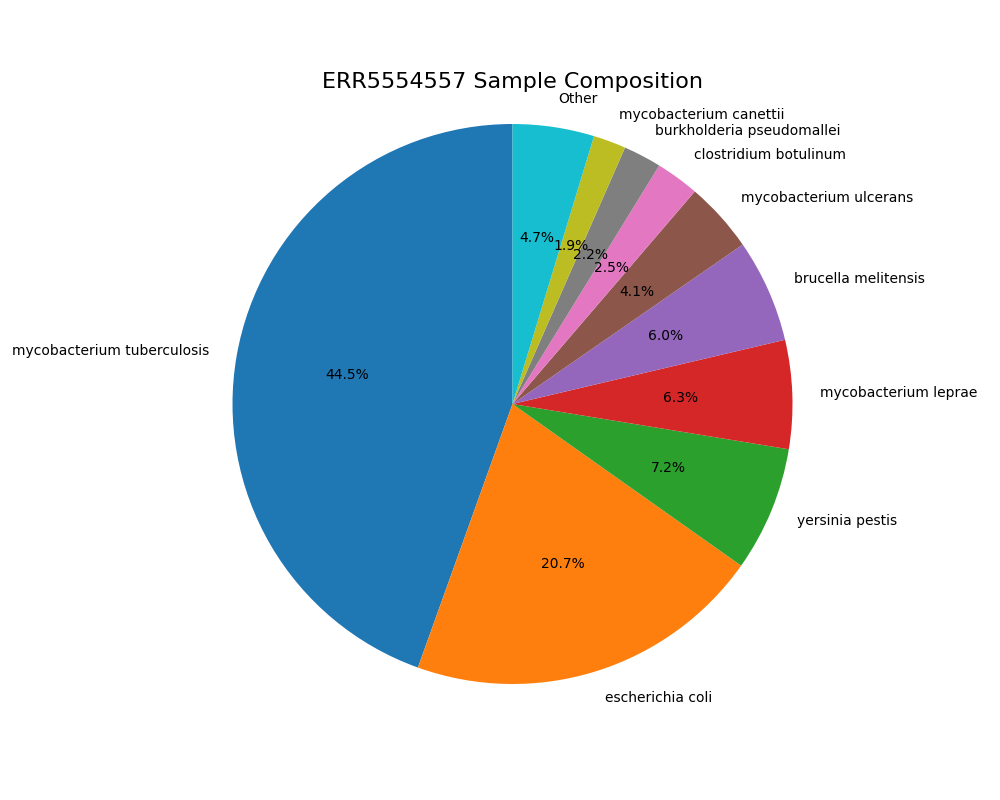 ERR5554557 Sample Composition
Other
mycobacterium canettii
burkholderia pseudomallei
clostridium botulinum
mycobacterium ulcerans
brucella melitensis
mycobacterium leprae
yersinia pestis
escherichia coli
mycobacterium tuberculosis
4.7%
1.9%
2.2%
2.5%
4.1%
6.0%
6.3%
7.2%
20.7%
44.5%